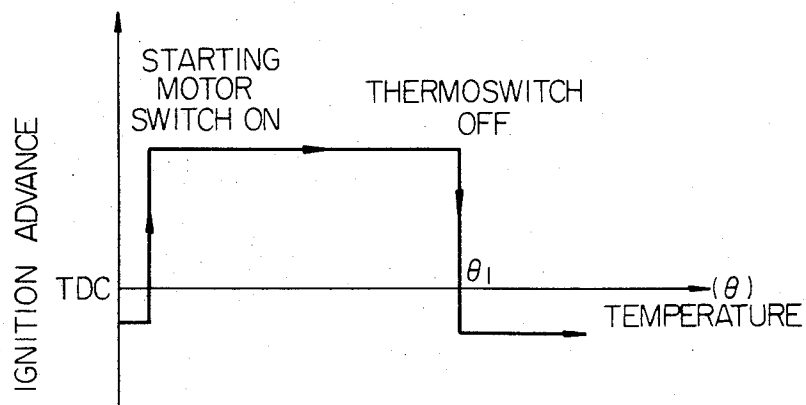 STARTING
MOTOR
SWITCH ON
THERMOSWITCH
OFF
IGNITION ADVANCE
TDC
θ1
(θ)
TEMPERATURE